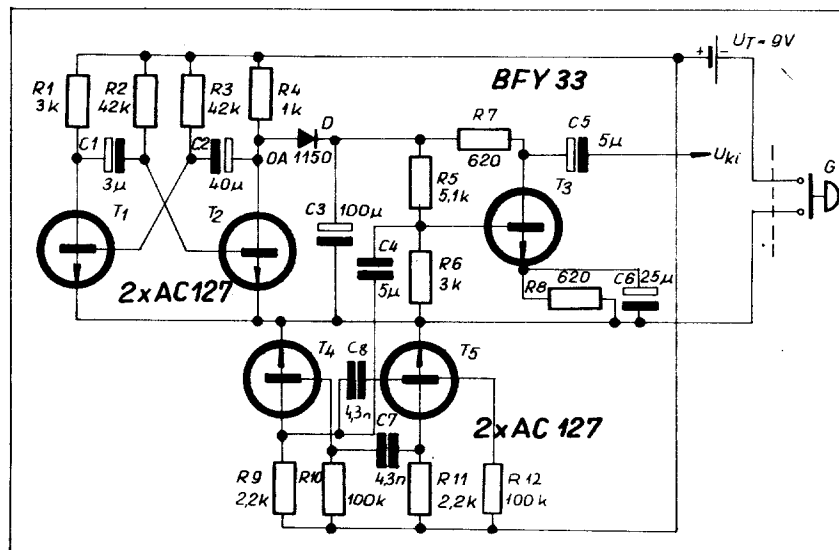 U_T = 9V
+ -
BFY 33
R1
3k
R2
42k
R3
42k
R4
1k
C1
3µ
C2
40µ
D
OA 1150
R7
620
C5
5µ
U_ki
G
T1
T2
T3
C3
100µ
R5
5,1k
C4
5µ
R6
3k
R8
620
C6
25µ
2xAC127
T4
C8
4,3n
T5
C7
4,3n
2xAC 127
R9
2,2k
R10
100k
R11
2,2k
R12
100k